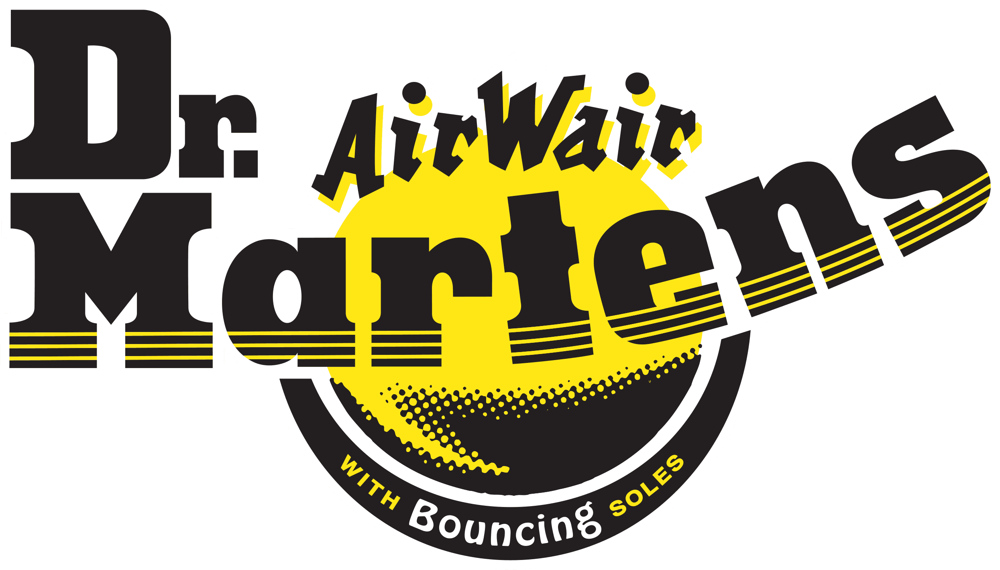 Dr.
AirWair
Martens
WITH Bouncing SOLES